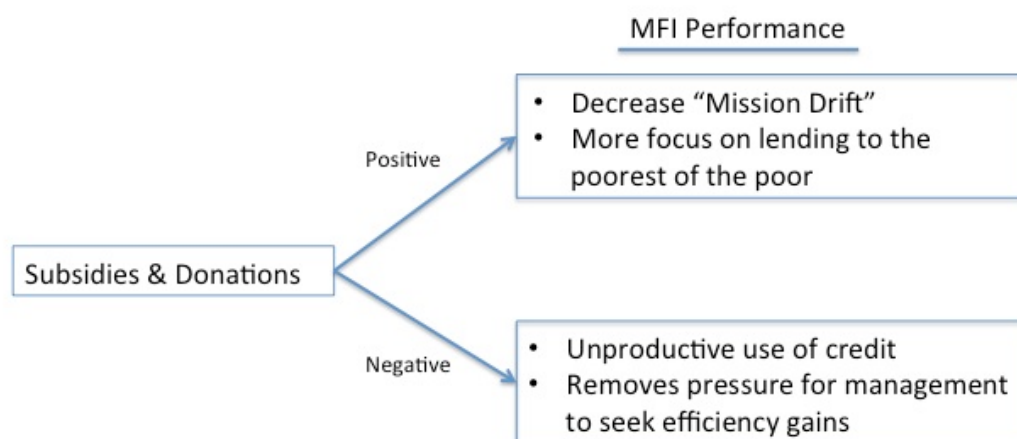 MFI Performance
• Decrease “Mission Drift”
• More focus on lending to the
poorest of the poor
Positive
Subsidies & Donations
Negative
• Unproductive use of credit
• Removes pressure for management
to seek efficiency gains